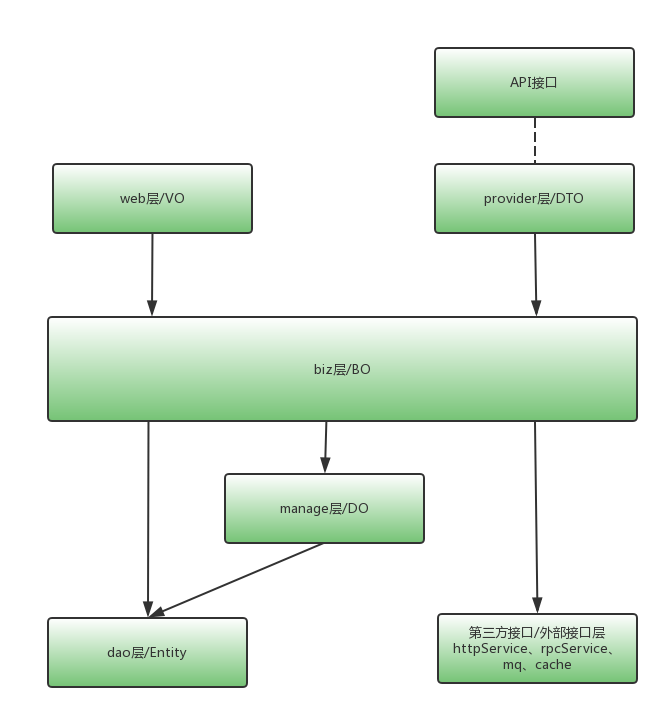 API接口
web层/VO
provider层/DTO
biz层/BO
manage层/DO
dao层/Entity
第三方接口/外部接口层
httpService、rpcService、
mq、cache